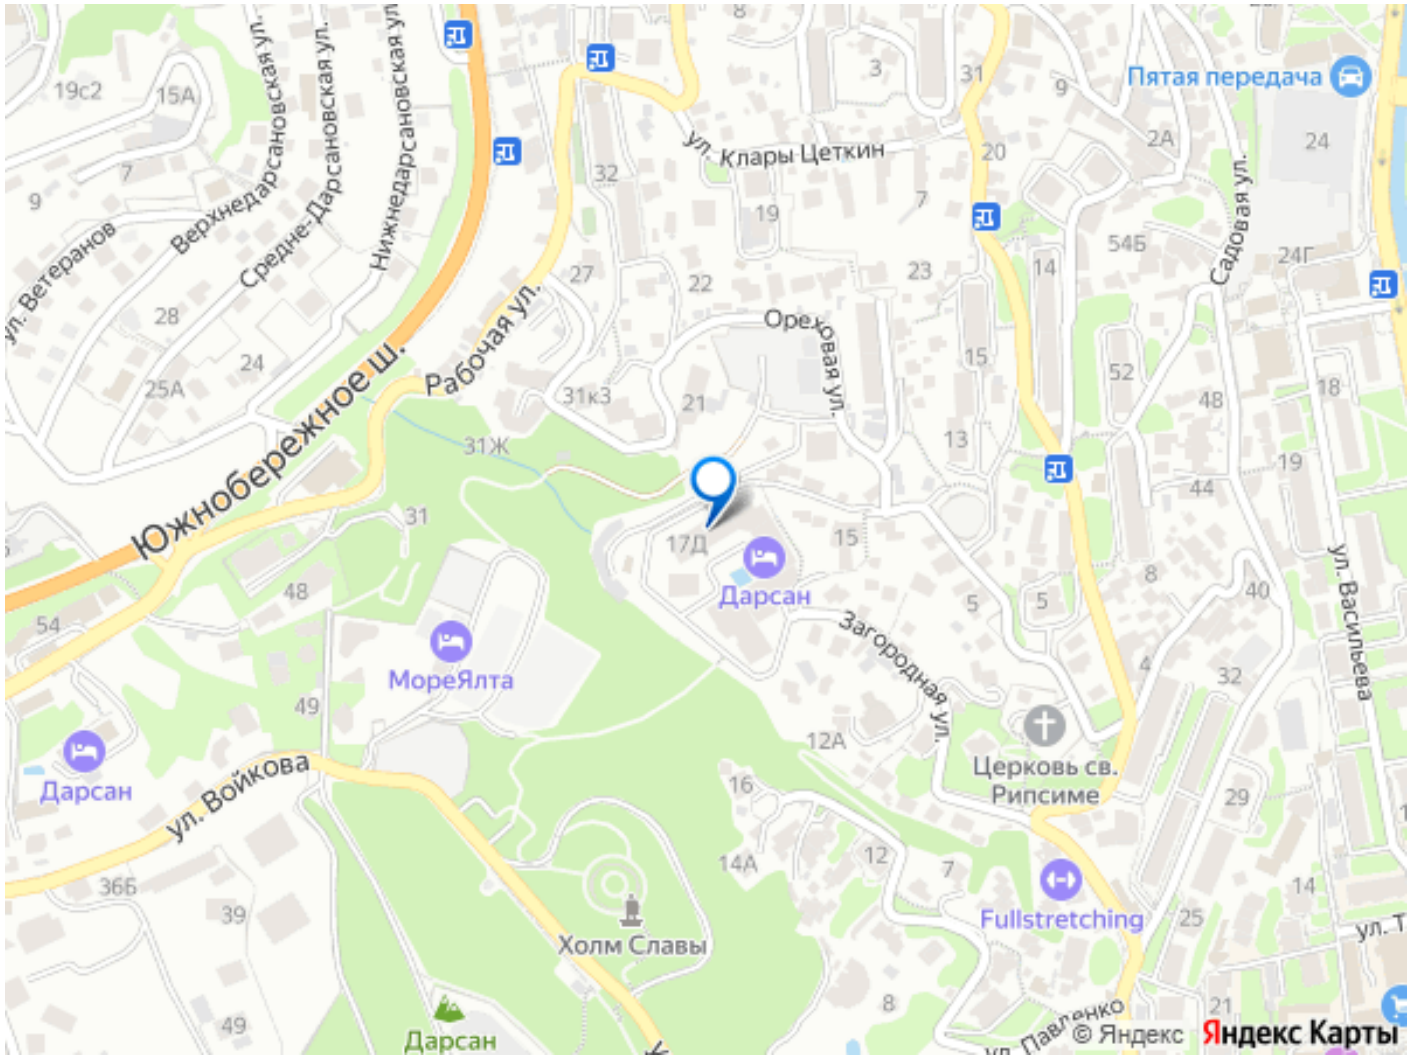 8
19с2
15А
7
9
Верхнедарсановская ул.
Средне-Дарсановская ул.
Нижнедарсановская ул.
ул. Ветеранов
28
24
25А
Южнобережное ш.
Рабочая ул.
32
27
3
31
9
Пятая передача
2А
24
ул. Клары Цеткин
20
7
19
22
23
14
54Б
Садовая ул.
24Г
Ореховая ул.
31к3
21
31Ж
15
13
52
48
18
19
44
31
17Д
15
Дарсан
48
54
5
5
8
40
ул. Васильева
Загородная ул.
МореЯлта
49
4
32
12А
Церковь св.
Рипсиме
Дарсан
ул. Войкова
16
14А
12
7
29
Fullstretching
14
25
36Б
39
Холм Славы
49
Дарсан
8
ул. Павленко
21
© Яндекс
Яндекс Карты